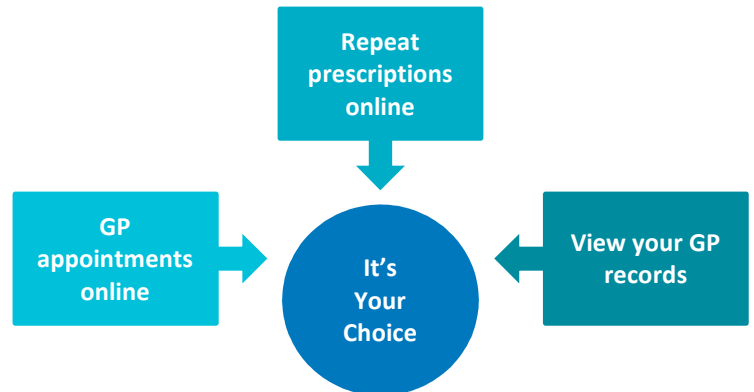 Repeat
prescriptions
online
GP
appointments
online
It’s
Your
Choice
View your GP
records